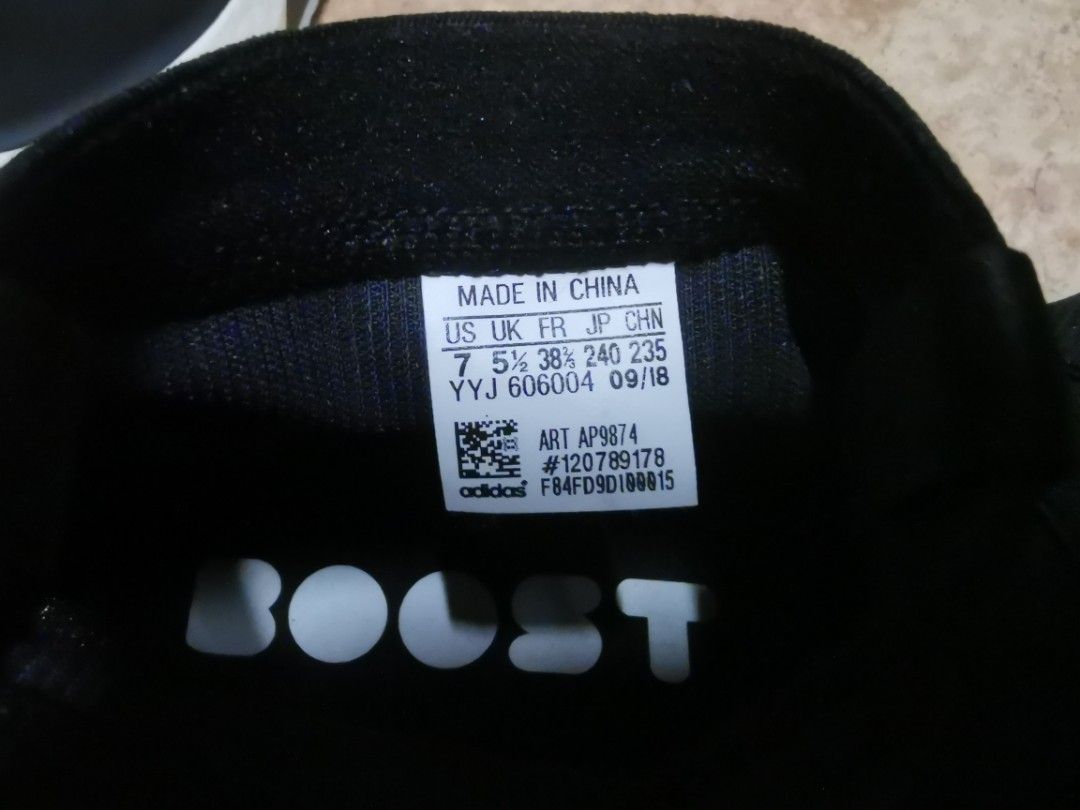 MADE IN CHINA
US UK FR JP CHN
7 5½ 38⅔ 240 235
YYJ 606004 09/18
ART AP9874
#120789178
adidas F84FD9DI00015
BOOST